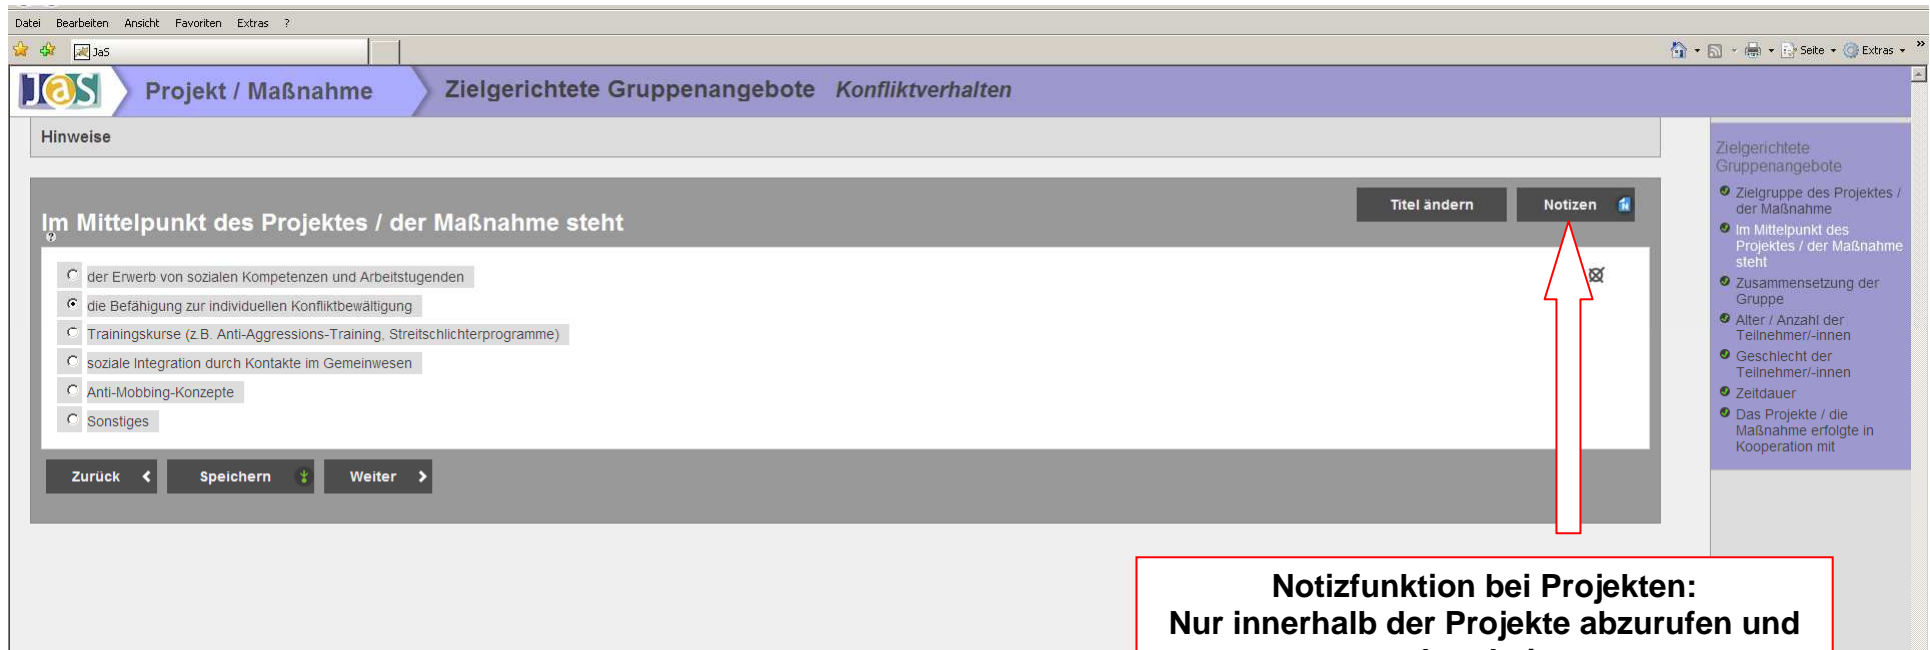 Datei Bearbeiten Ansicht Favoriten Extras ?
JaS
Seite Extras
JaS
Projekt / Maßnahme
Zielgerichtete Gruppenangebote Konfliktverhalten
Hinweise
Titel ändern
Notizen
Im Mittelpunkt des Projektes / der Maßnahme steht
der Erwerb von sozialen Kompetenzen und Arbeitstugenden
die Befähigung zur individuellen Konfliktbewältigung
Trainingskurse (z.B. Anti-Aggressions-Training, Streitschlichterprogramme)
soziale Integration durch Kontakte im Gemeinwesen
Anti-Mobbing-Konzepte
Sonstiges
Zurück
Speichern
Weiter
Zielgerichtete
Gruppenangebote
Zielgruppe des Projektes /
der Maßnahme
Im Mittelpunkt des
Projektes / der Maßnahme
steht
Zusammensetzung der
Gruppe
Alter / Anzahl der
Teilnehmer/-innen
Geschlecht der
Teilnehmer/-innen
Zeitdauer
Das Projekte / die
Maßnahme erfolgte in
Kooperation mit
Notizfunktion bei Projekten:
Nur innerhalb der Projekte abzurufen und